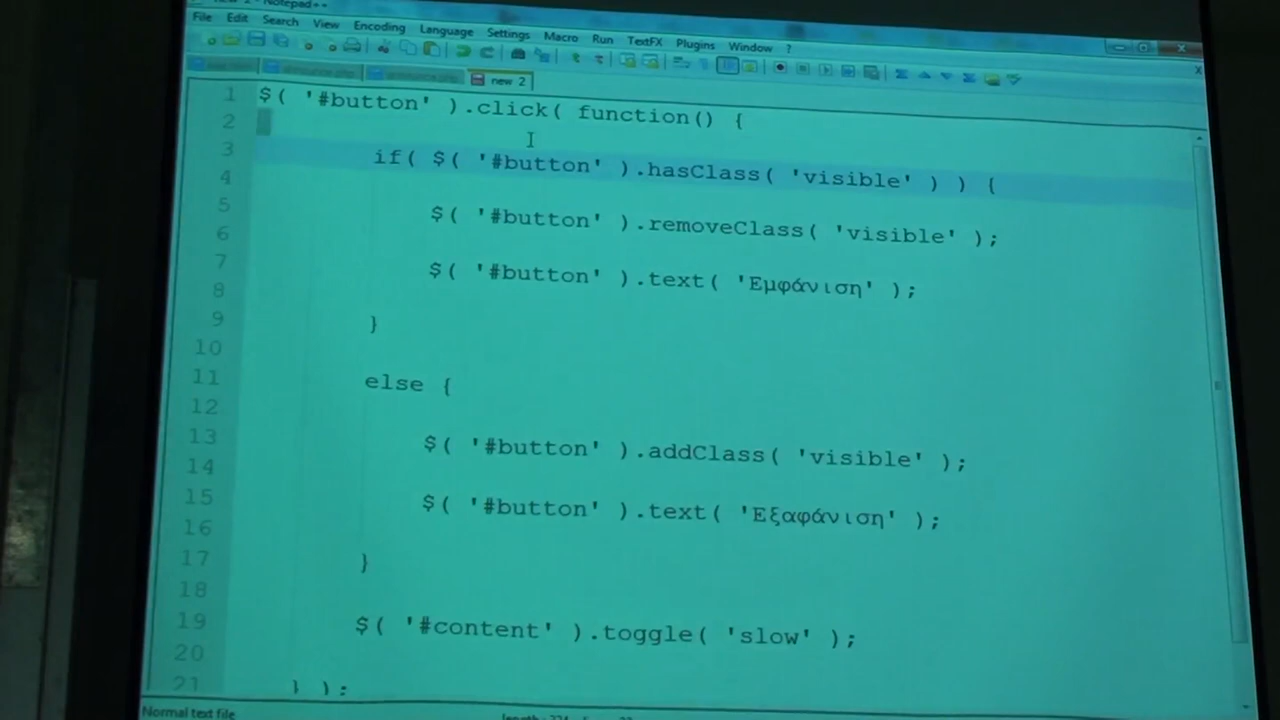 Notepad++
File Edit Search View Encoding Language Settings Macro Run TextFX Plugins Window ?
new 2
1 $( '#button' ).click( function() {
2
3 if( $( '#button' ).hasClass( 'visible' ) ) {
4
5 $( '#button' ).removeClass( 'visible' );
6
7 $( '#button' ).text( 'Εμφάνιση' );
8
9 }
10
11 else {
12
13 $( '#button' ).addClass( 'visible' );
14
15 $( '#button' ).text( 'Εξαφάνιση' );
16
17 }
18
19 $( '#content' ).toggle( 'slow' );
20
21 } );
Normal text file